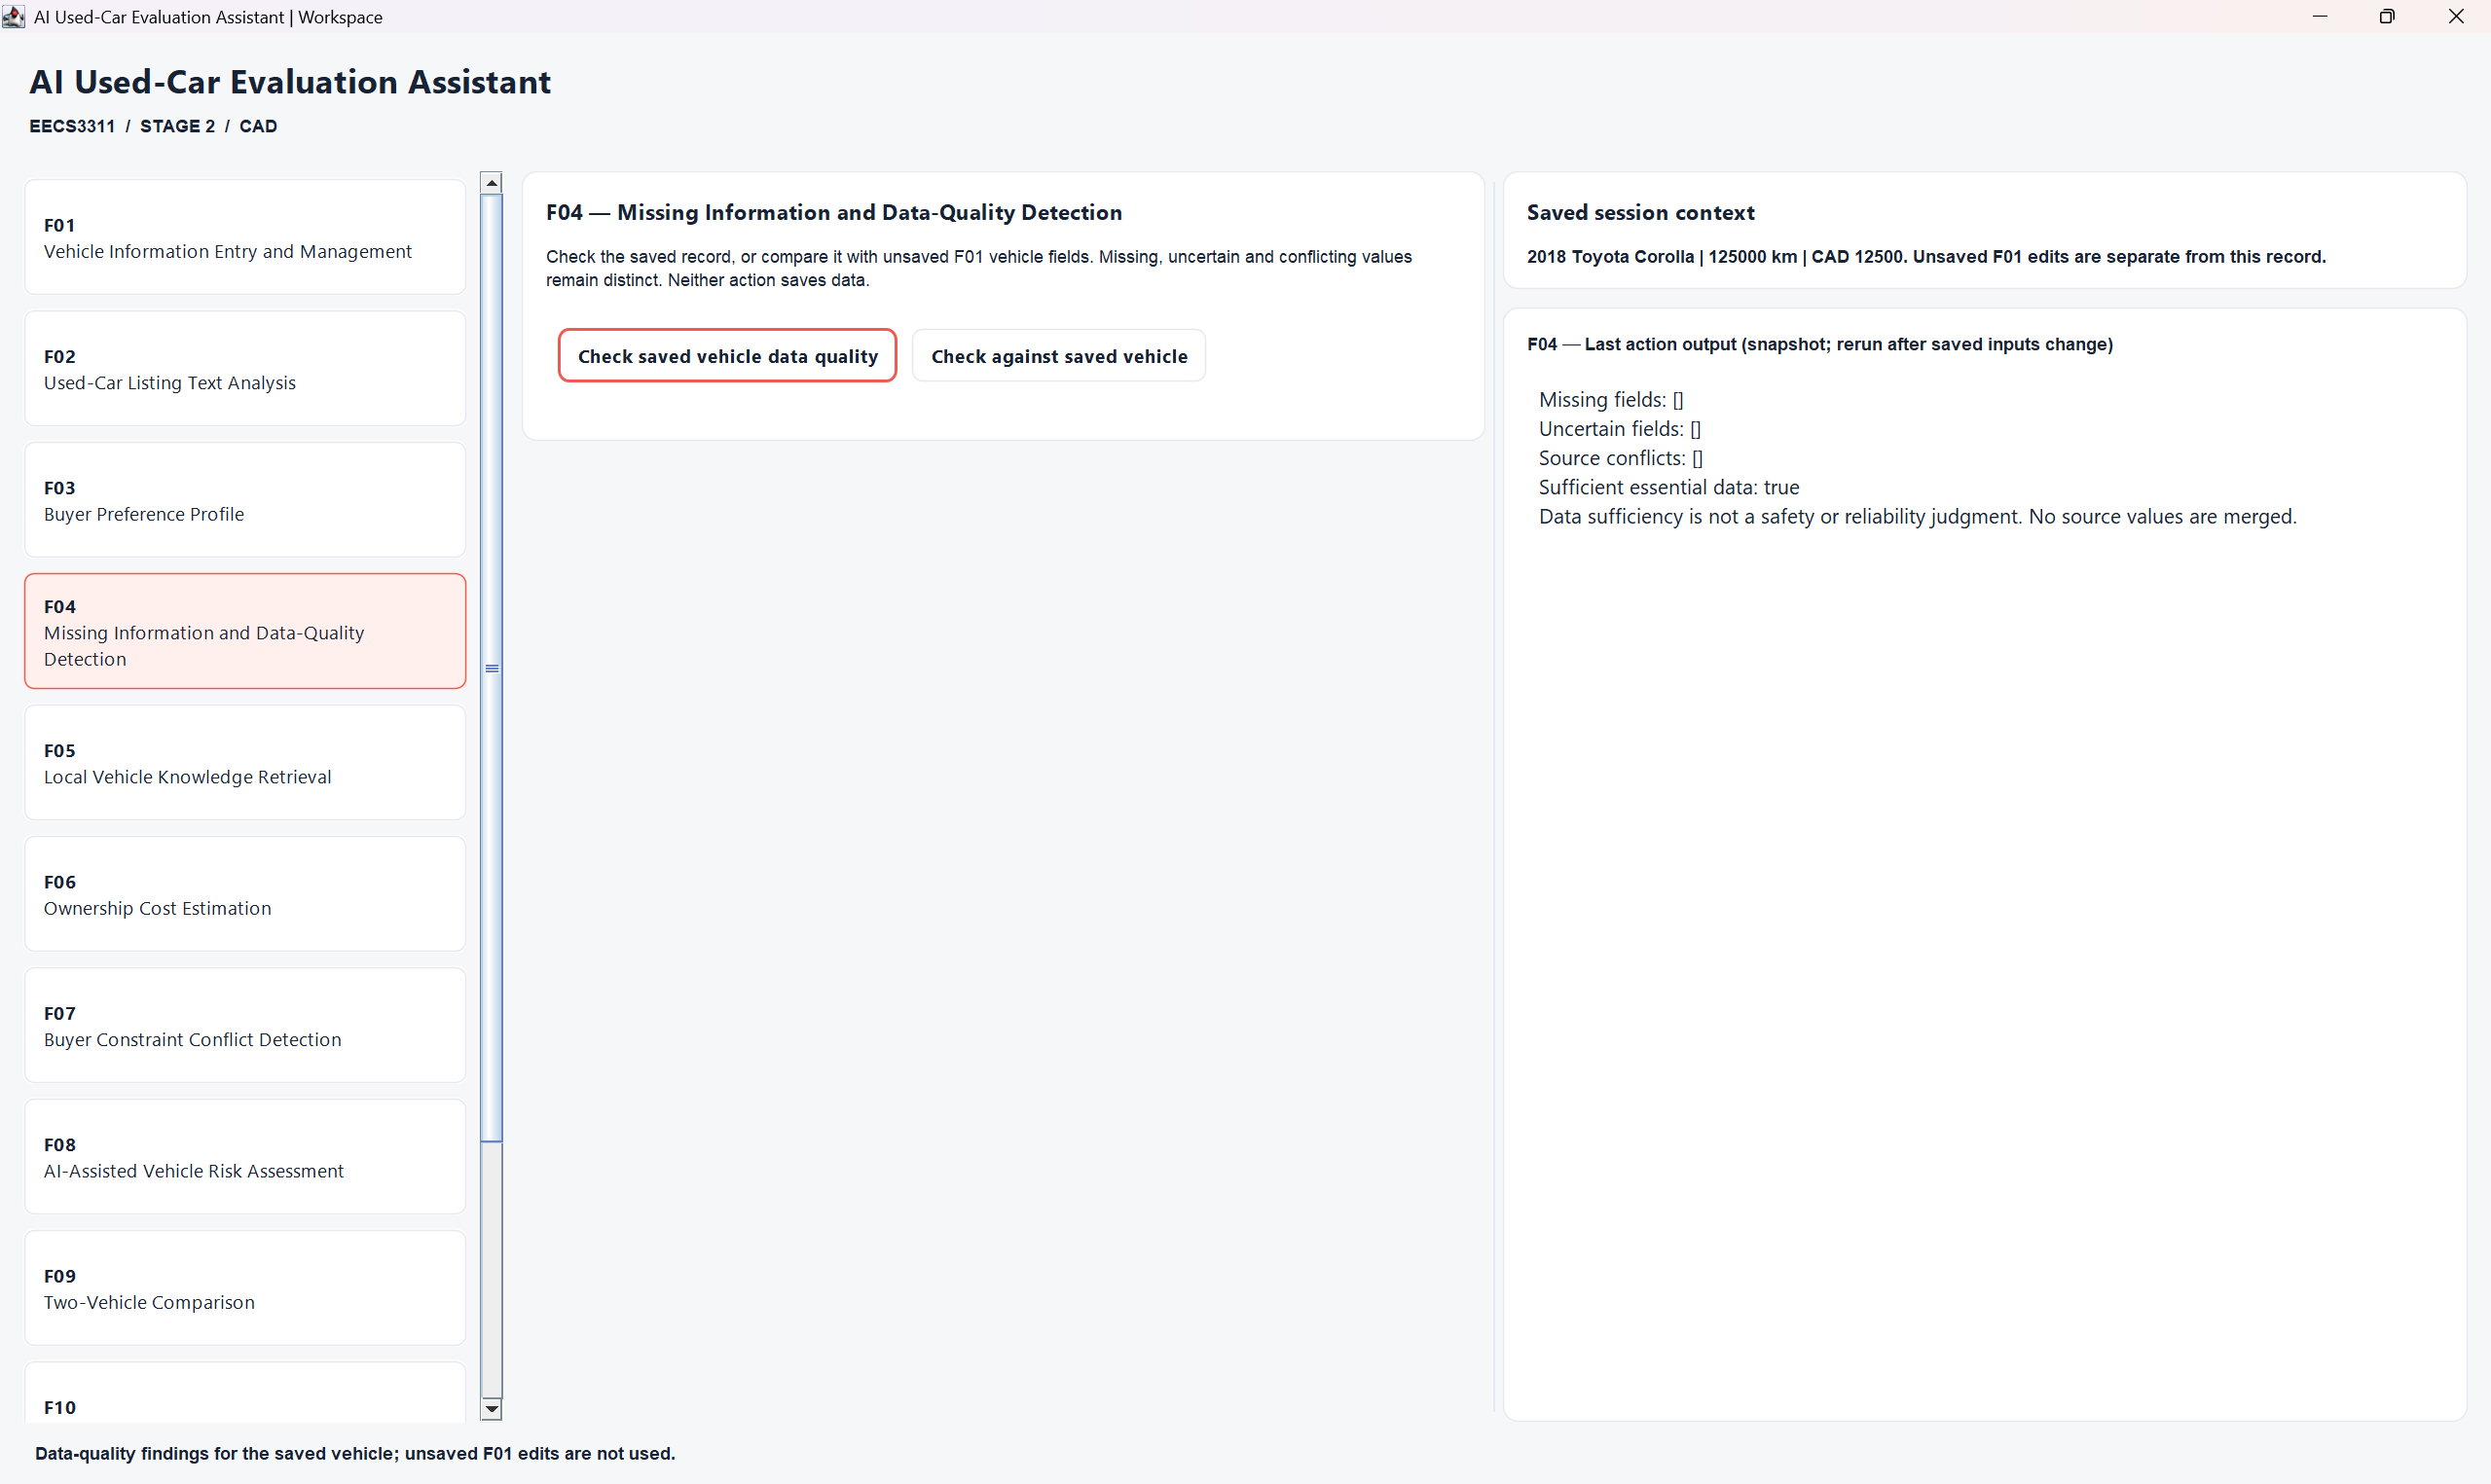 AI Used-Car Evaluation Assistant | Workspace
AI Used-Car Evaluation Assistant
EECS3311 / STAGE 2 / CAD
F01
Vehicle Information Entry and Management
F02
Used-Car Listing Text Analysis
F03
Buyer Preference Profile
F04
Missing Information and Data-Quality
Detection
F05
Local Vehicle Knowledge Retrieval
F06
Ownership Cost Estimation
F07
Buyer Constraint Conflict Detection
F08
AI-Assisted Vehicle Risk Assessment
F09
Two-Vehicle Comparison
F10
F04 — Missing Information and Data-Quality Detection
Check the saved record, or compare it with unsaved F01 vehicle fields. Missing, uncertain and conflicting values
remain distinct. Neither action saves data.
Check saved vehicle data quality
Check against saved vehicle
Saved session context
2018 Toyota Corolla | 125000 km | CAD 12500. Unsaved F01 edits are separate from this record.
F04 — Last action output (snapshot; rerun after saved inputs change)
Missing fields: []
Uncertain fields: []
Source conflicts: []
Sufficient essential data: true
Data sufficiency is not a safety or reliability judgment. No source values are merged.
Data-quality findings for the saved vehicle; unsaved F01 edits are not used.